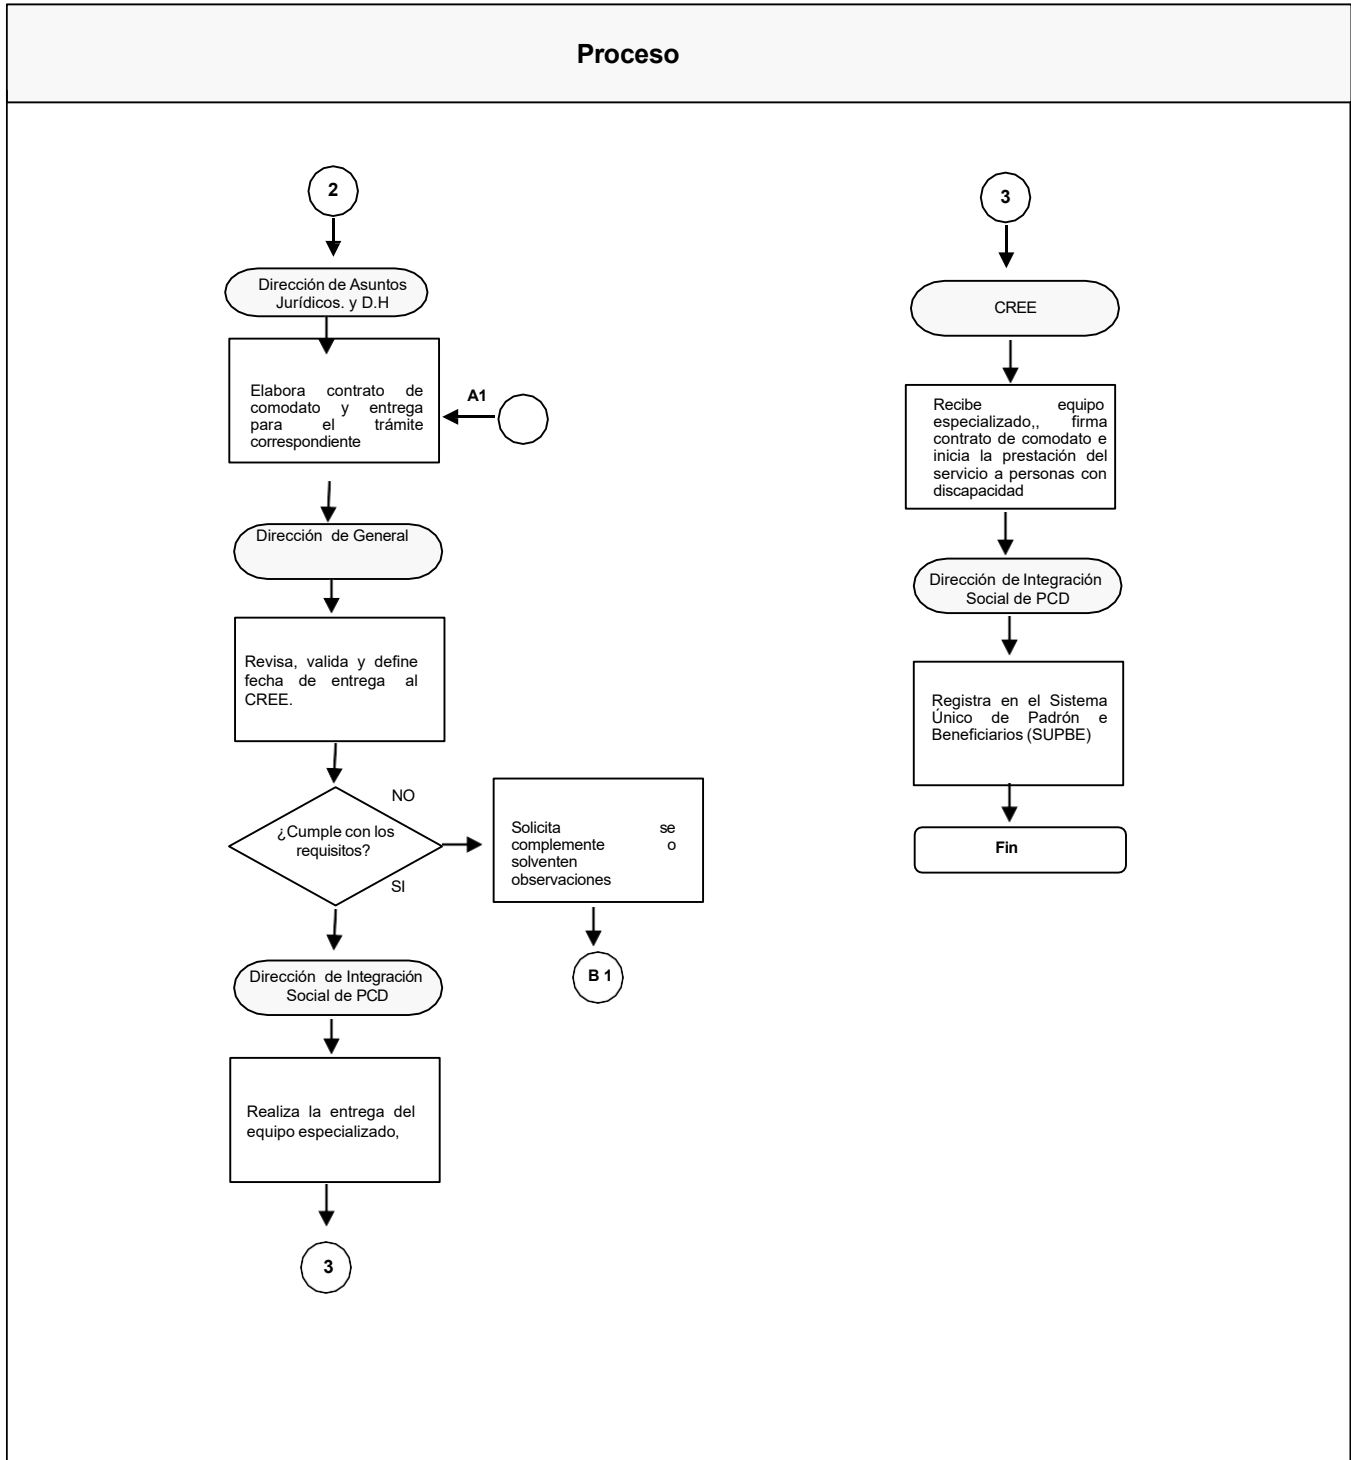 Proceso
2
Dirección de Asuntos
Jurídicos. y D.H
Elabora contrato de
comodato y entrega
para el trámite
correspondiente
A1
Dirección de General
Revisa, valida y define
fecha de entrega al
CREE.
NO
¿Cumple con los
requisitos?
SI
Solicita se
complemente o
solventen
observaciones
B 1
Dirección de Integración
Social de PCD
Realiza la entrega del
equipo especializado,
3
3
CREE
Recibe equipo
especializado,, firma
contrato de comodato e
inicia la prestación del
servicio a personas con
discapacidad
Dirección de Integración
Social de PCD
Registra en el Sistema
Único de Padrón e
Beneficiarios (SUPBE)
Fin